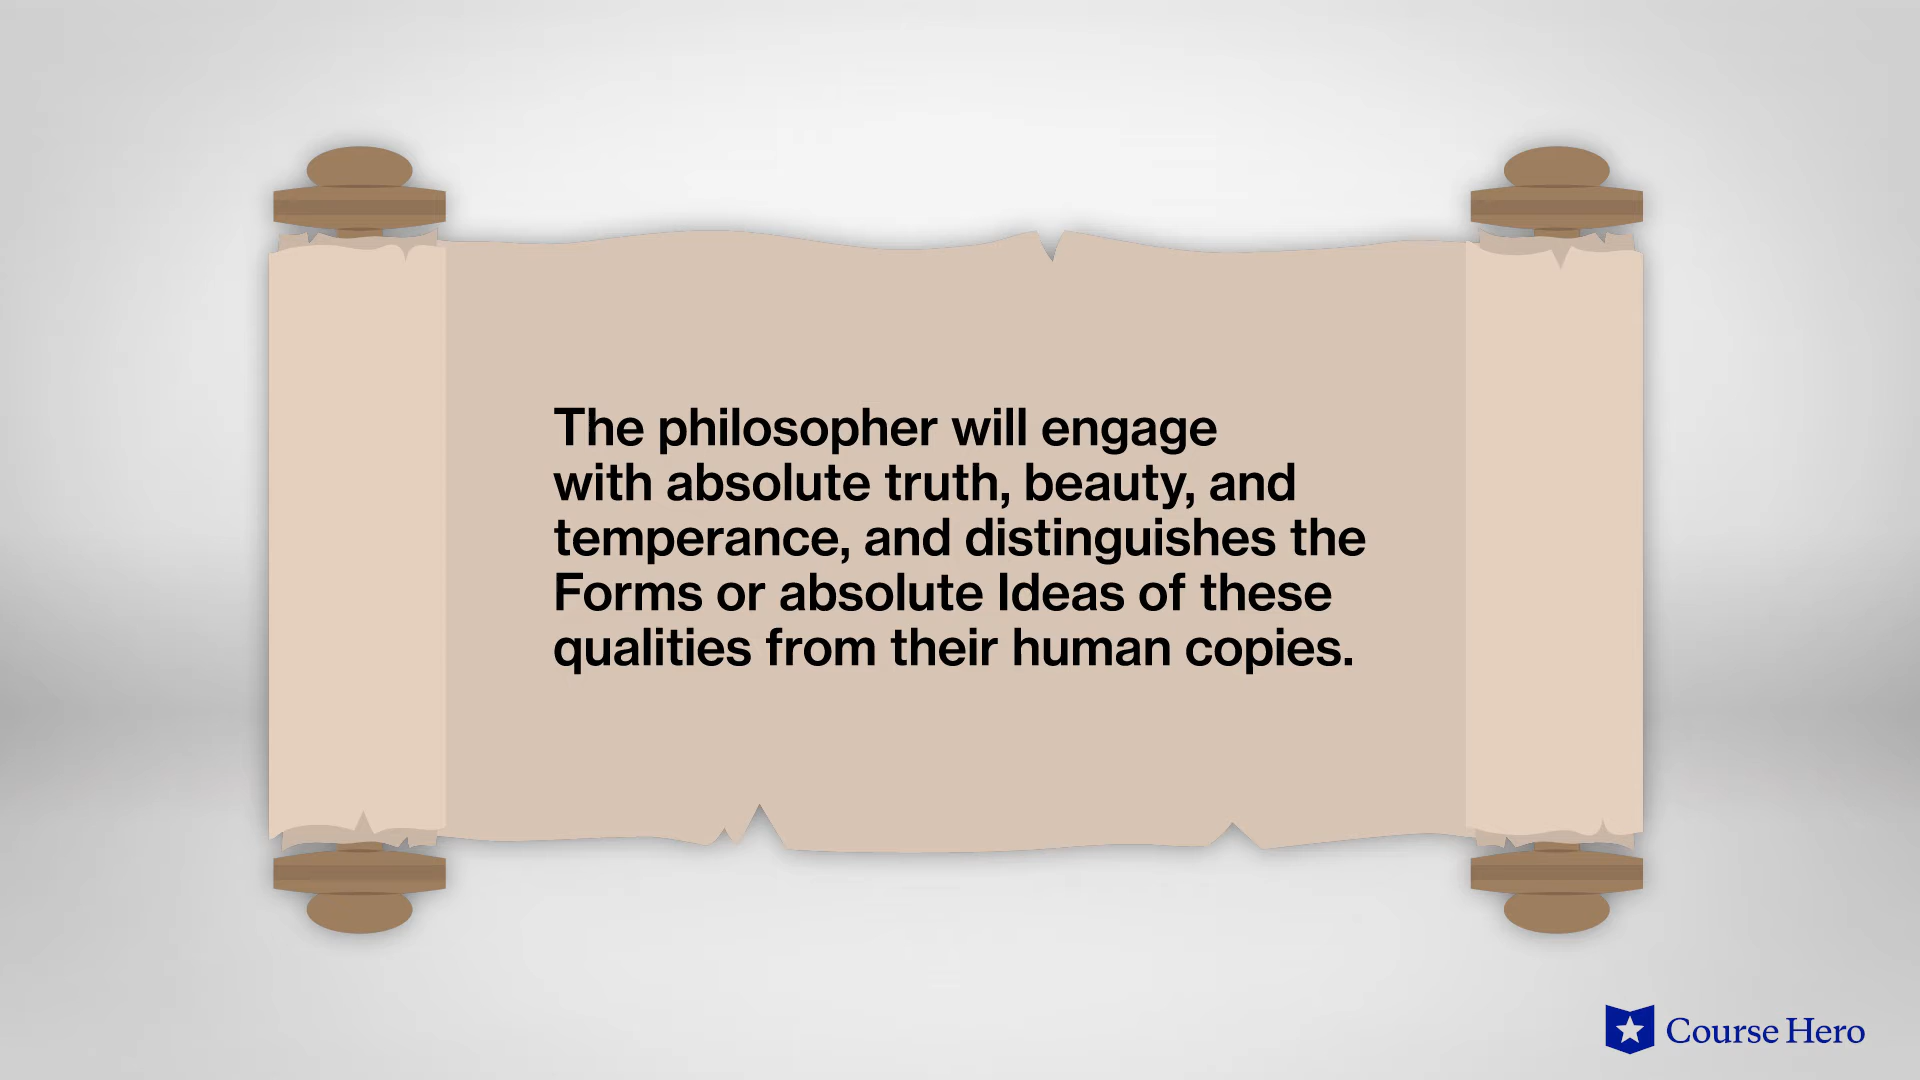 The philosopher will engage
with absolute truth, beauty, and
temperance, and distinguishes the
Forms or absolute Ideas of these
qualities from their human copies.
Course Hero